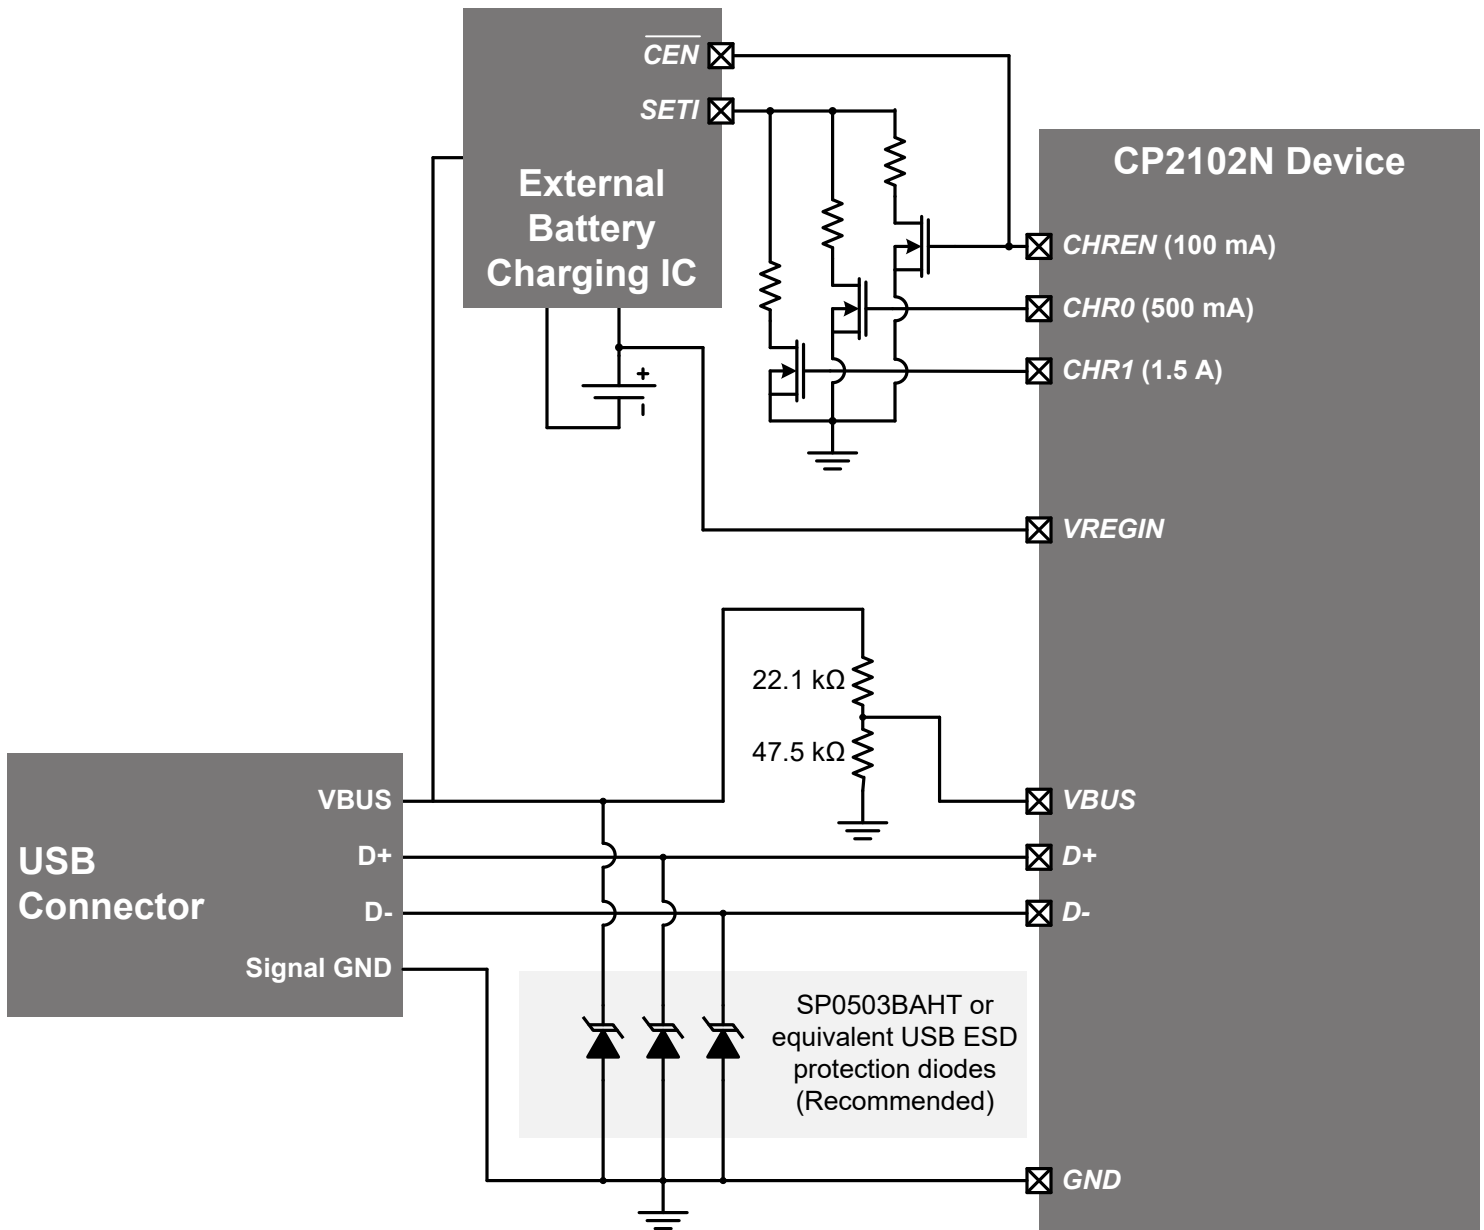 CEN
SETI
External
Battery
Charging IC
CP2102N Device
CHREN (100 mA)
CHR0 (500 mA)
CHR1 (1.5 A)
+
–
VREGIN
22.1 kΩ
47.5 kΩ
USB
Connector
VBUS
D+
D-
Signal GND
VBUS
D+
D-
SP0503BAHT or
equivalent USB ESD
protection diodes
(Recommended)
GND